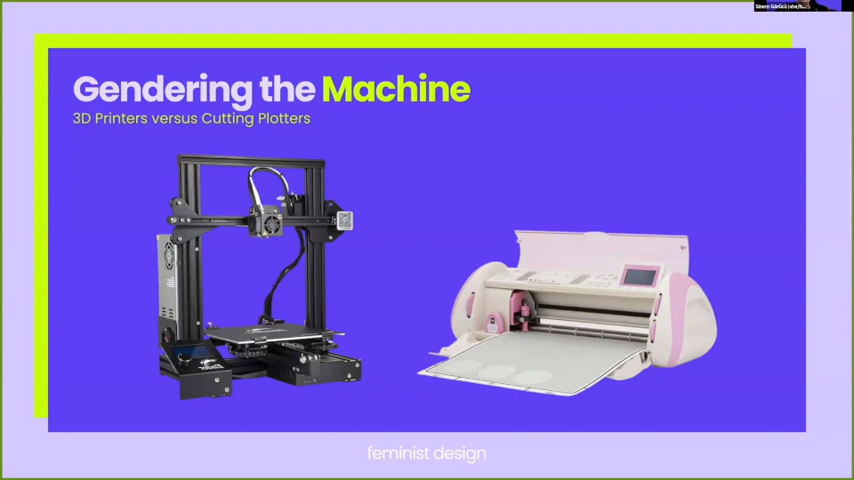 Gendering the Machine
3D Printers versus Cutting Plotters
feminist design